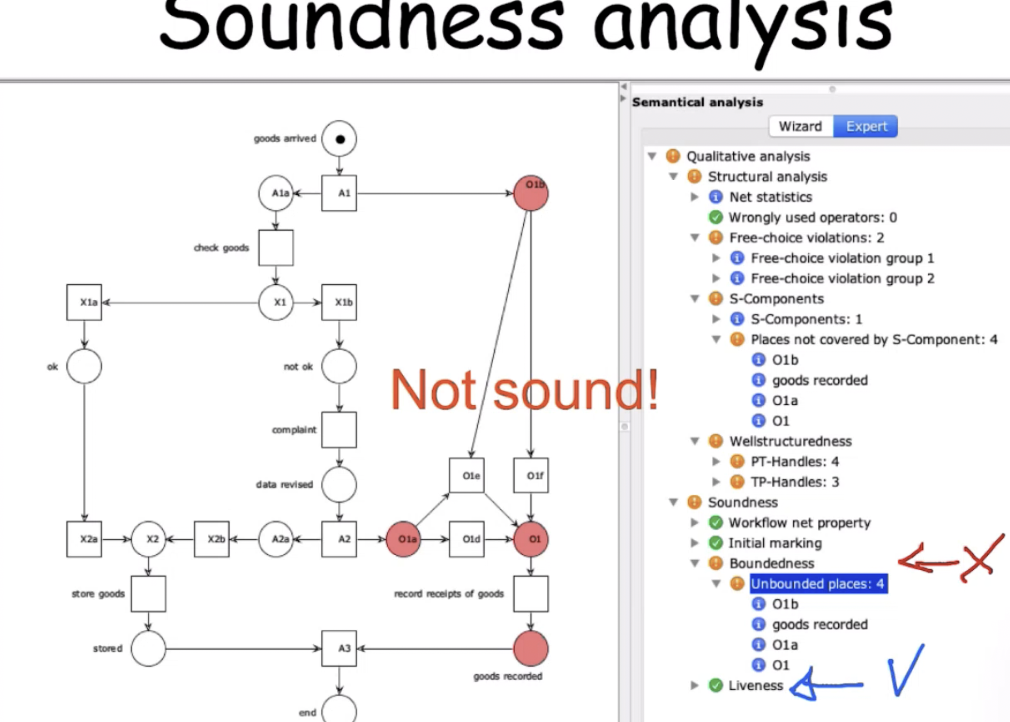 Soundness analysis
Semantical analysis
Wizard Expert
goods arrived
A1a A1 O1b
check goods
X1a X1 X1b
ok
not ok
Not sound!
complaint
data revised
O1e O1f
X2a X2 X2b A2a A2 O1a O1d O1
store goods
record receipts of goods
stored
A3
goods recorded
end
Qualitative analysis
Structural analysis
Net statistics
Wrongly used operators: 0
Free-choice violations: 2
Free-choice violation group 1
Free-choice violation group 2
S-Components
S-Components: 1
Places not covered by S-Component: 4
O1b
goods recorded
O1a
O1
Wellstructuredness
PT-Handles: 4
TP-Handles: 3
Soundness
Workflow net property
Initial marking
Boundedness
X
Unbounded places: 4
O1b
goods recorded
O1a
O1
Liveness
V